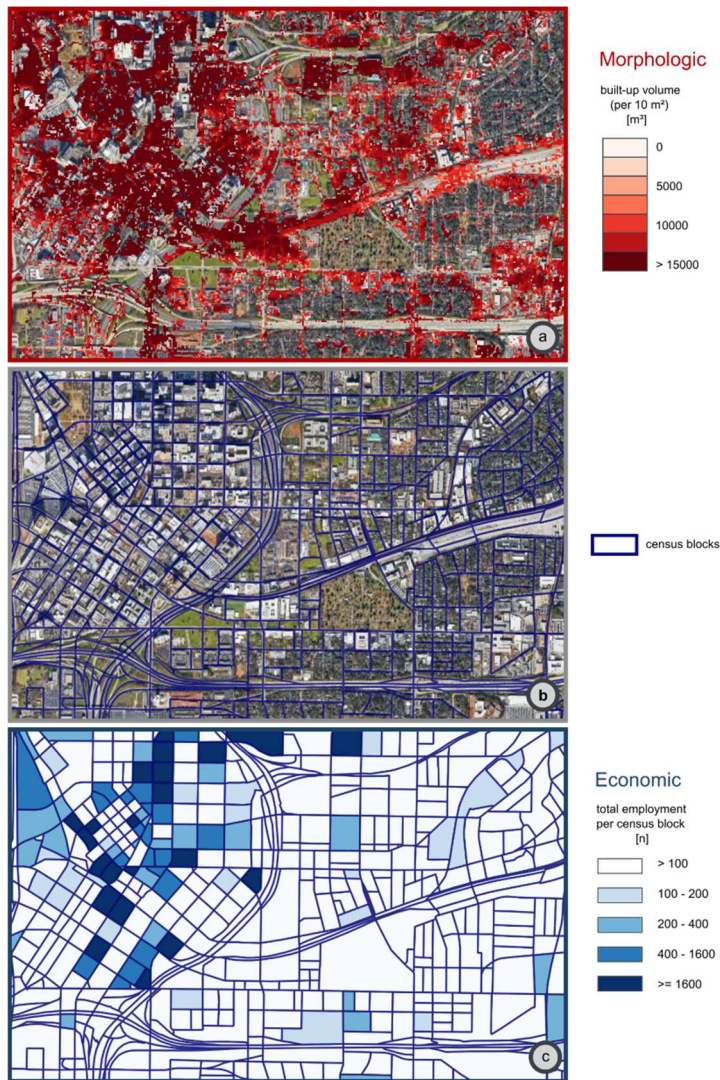 Morphologic
built-up volume
(per 10 m²)
[m³]
0
5000
10000
> 15000
a
census blocks
b
Economic
total employment
per census block
[n]
> 100
100 - 200
200 - 400
400 - 1600
>= 1600
c